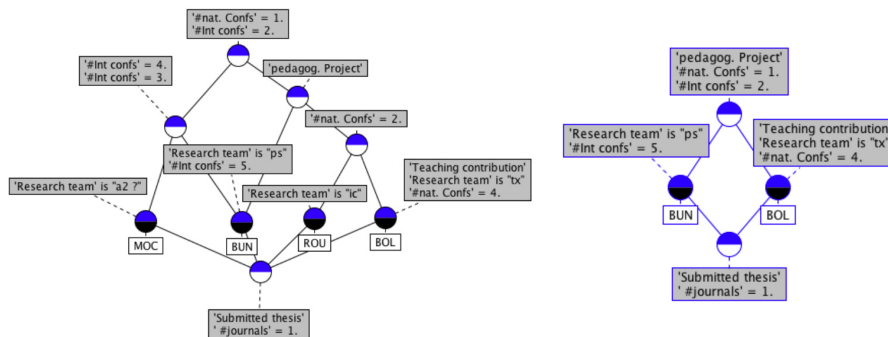 '#nat. Confs' = 1.
'#Int confs' = 2.
'#Int confs' = 4.
'#Int confs' = 3.
'pedagog. Project'
'#nat. Confs' = 2.
'Research team' is "ps"
'#Int confs' = 5.
'Teaching contribution'
'Research team' is "tx"
'#nat. Confs' = 4.
'Research team' is "a2 ?"
'Research team' is "ic"
MOC
BUN
ROU
BOL
'Submitted thesis'
' #journals' = 1.
'pedagog. Project'
'#nat. Confs' = 1.
'#Int confs' = 2.
'Research team' is "ps"
'#Int confs' = 5.
'Teaching contribution
'Research team' is "tx"
'#nat. Confs' = 4.
BUN
BOL
'Submitted thesis'
' #journals' = 1.